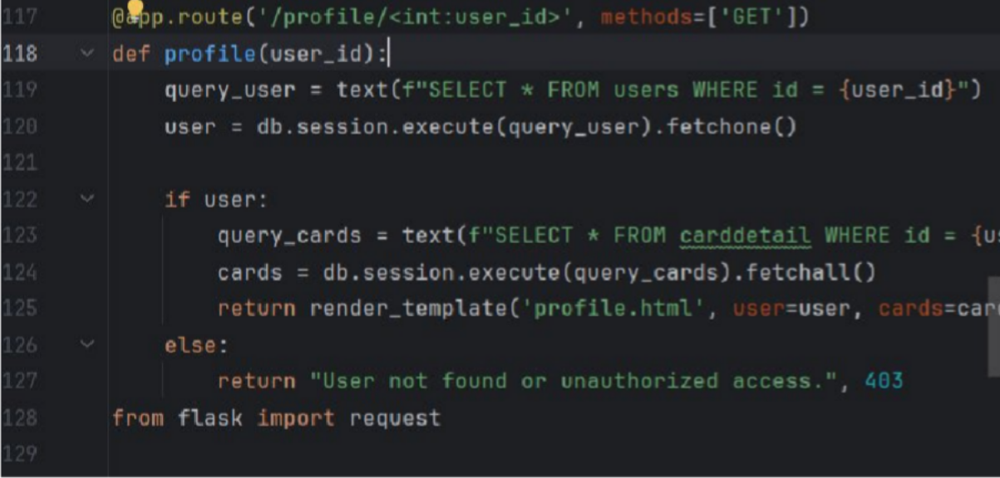 117 @app.route('/profile/<int:user_id>', methods=['GET'])
118 def profile(user_id):
119 query_user = text(f"SELECT * FROM users WHERE id = {user_id}")
120 user = db.session.execute(query_user).fetchone()
121
122 if user:
123 query_cards = text(f"SELECT * FROM carddetail WHERE id = {us
124 cards = db.session.execute(query_cards).fetchall()
125 return render_template('profile.html', user=user, cards=car
126 else:
127 return "User not found or unauthorized access.", 403
128 from flask import request
129